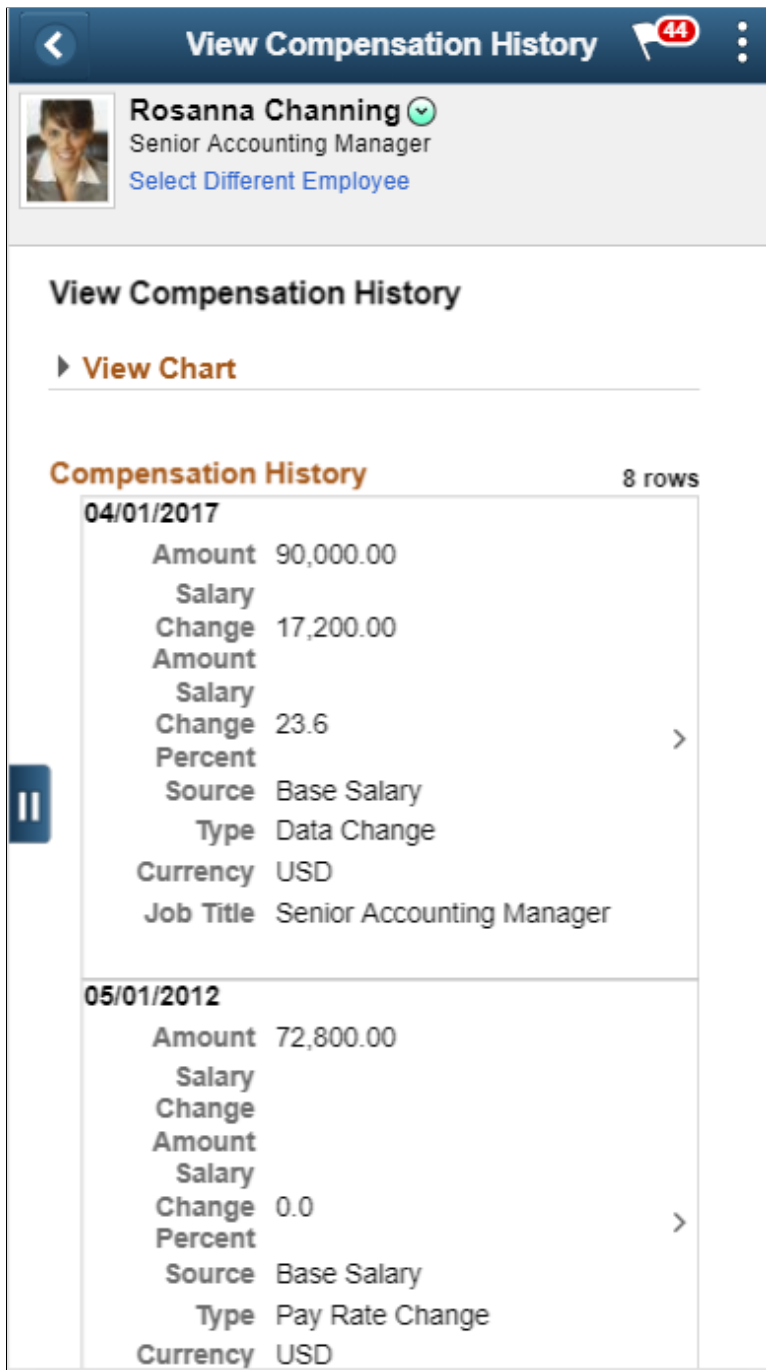 View Compensation History
44
Rosanna Channing
Senior Accounting Manager
Select Different Employee
View Compensation History
View Chart
Compensation History 8 rows
04/01/2017
Amount 90,000.00
Salary
Change 17,200.00
Amount
Salary
Change 23.6
Percent
Source Base Salary
Type Data Change
Currency USD
Job Title Senior Accounting Manager
05/01/2012
Amount 72,800.00
Salary
Change
Amount
Salary
Change 0.0
Percent
Source Base Salary
Type Pay Rate Change
Currency USD